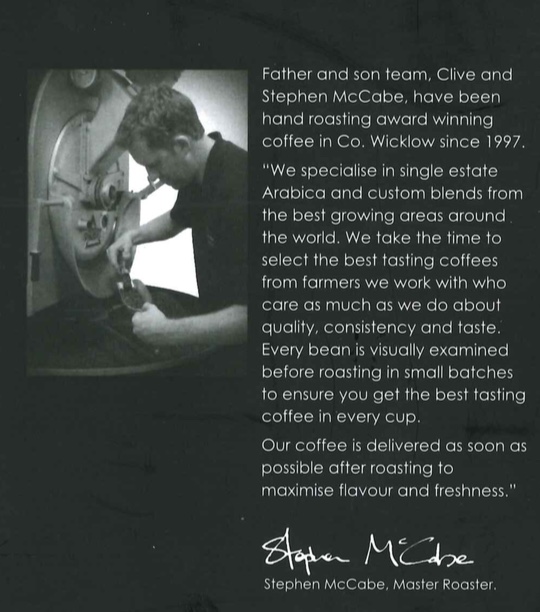 Father and son team, Clive and
Stephen McCabe, have been
hand roasting award winning
coffee in Co. Wicklow since 1997.
"We specialise in single estate
Arabica and custom blends from
the best growing areas around
the world. We take the time to
select the best tasting coffees
from farmers we work with who
care as much as we do about
quality, consistency and taste.
Every bean is visually examined
before roasting in small batches
to ensure you get the best tasting
coffee in every cup.
Our coffee is delivered as soon as
possible after roasting to
maximise flavour and freshness."
Stephen McCabe
Stephen McCabe, Master Roaster.